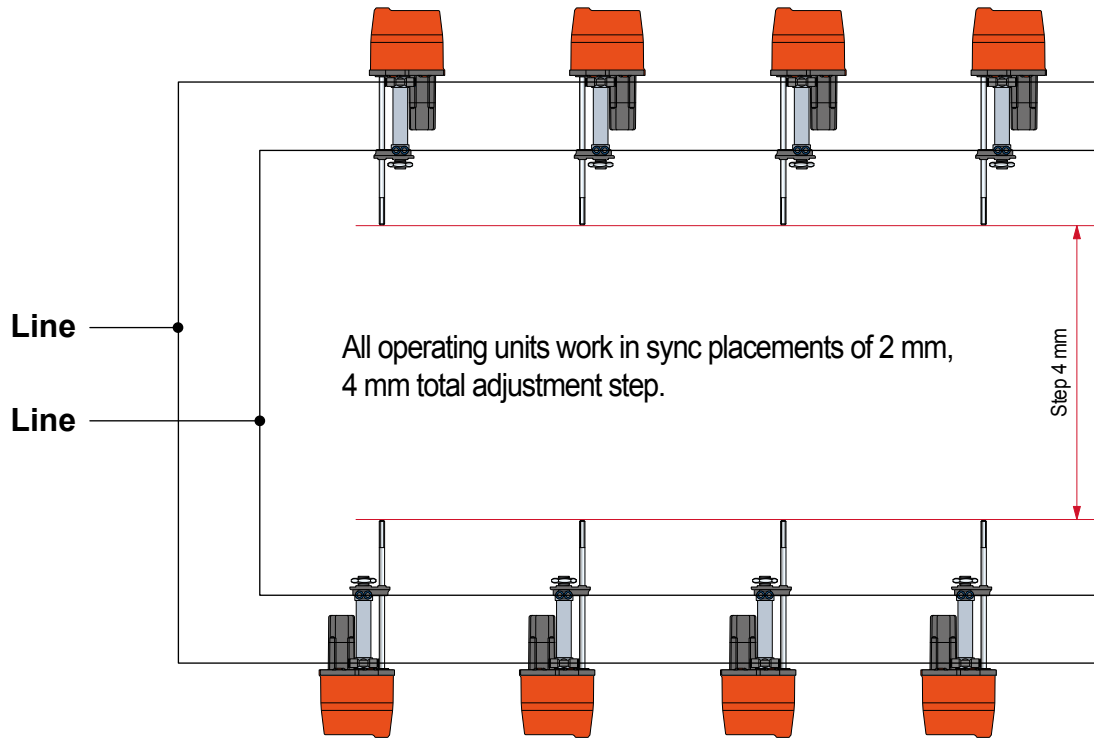 Line
Line
All operating units work in sync placements of 2 mm,
4 mm total adjustment step.
Step 4 mm